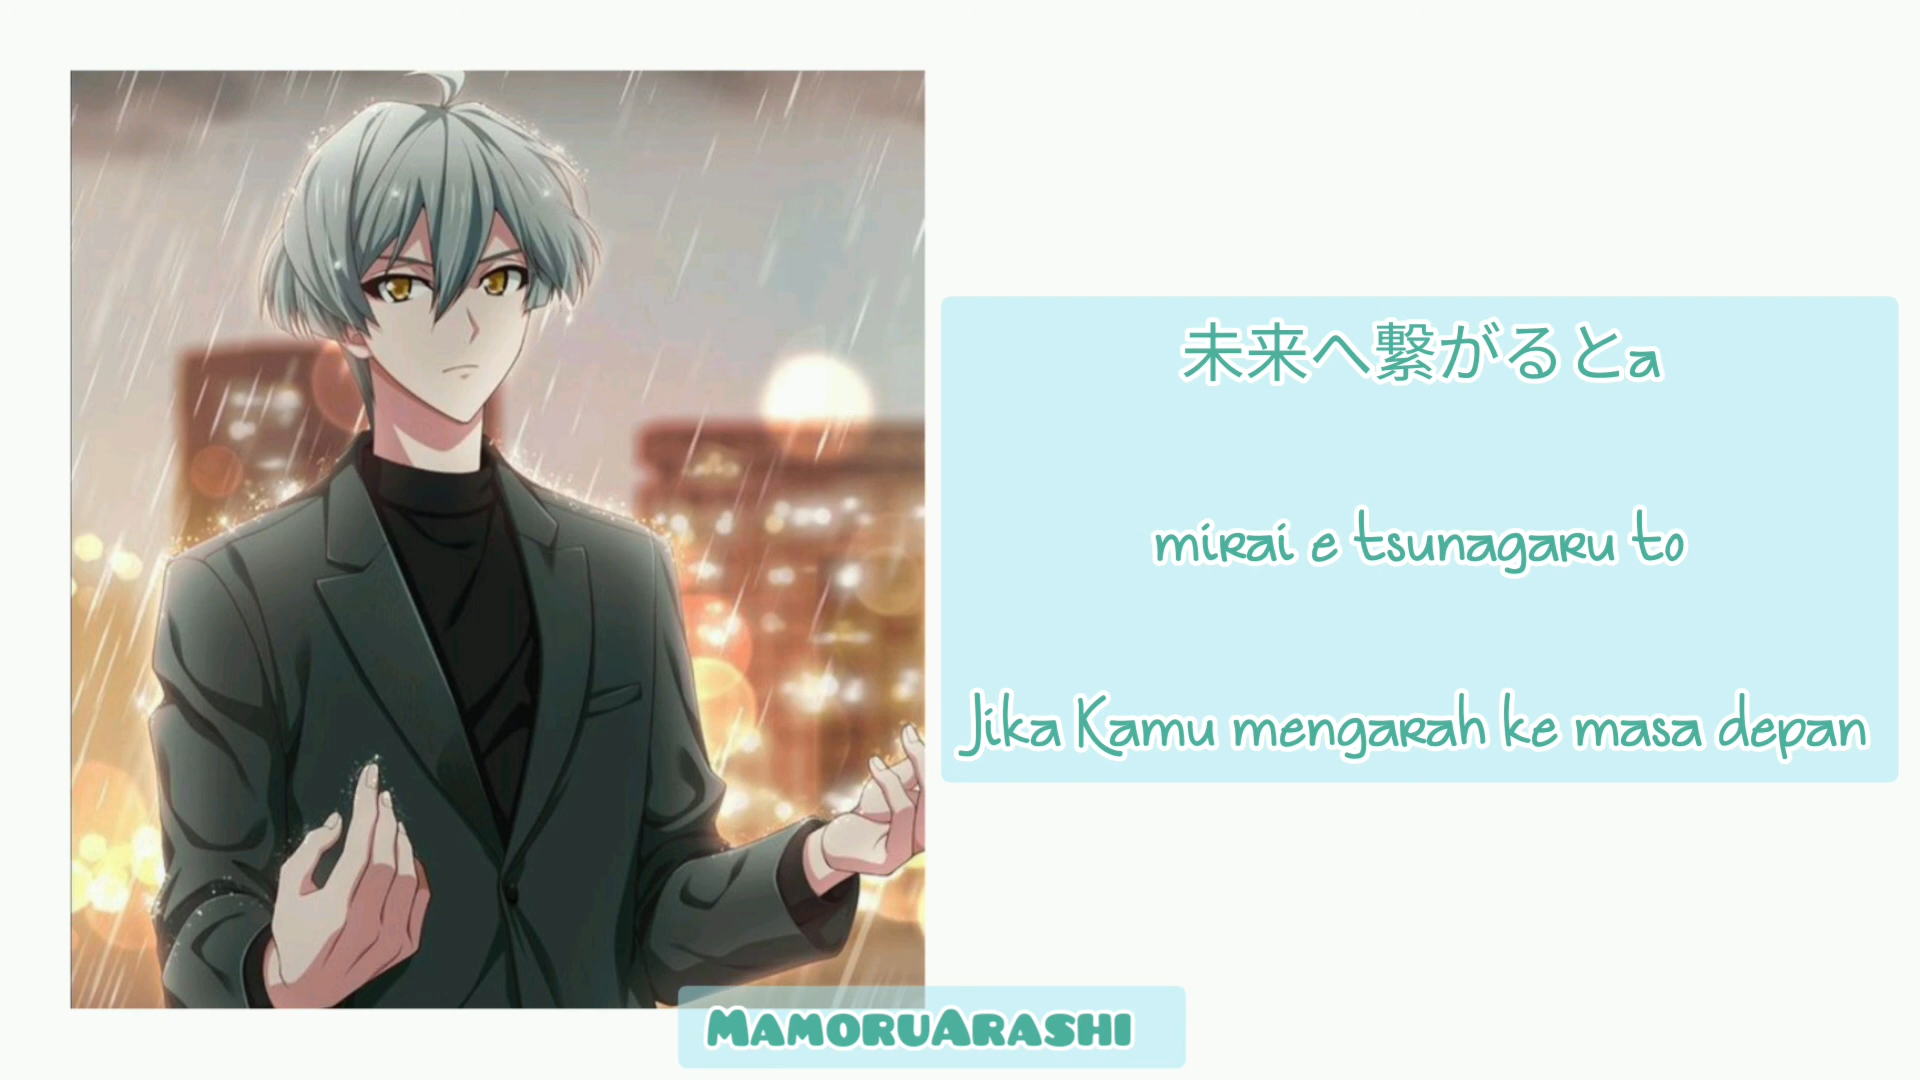 未来へ繋がるとa
mirai e tsunagaru to
Jika Kamu mengarah ke masa depan
MamoruArashi